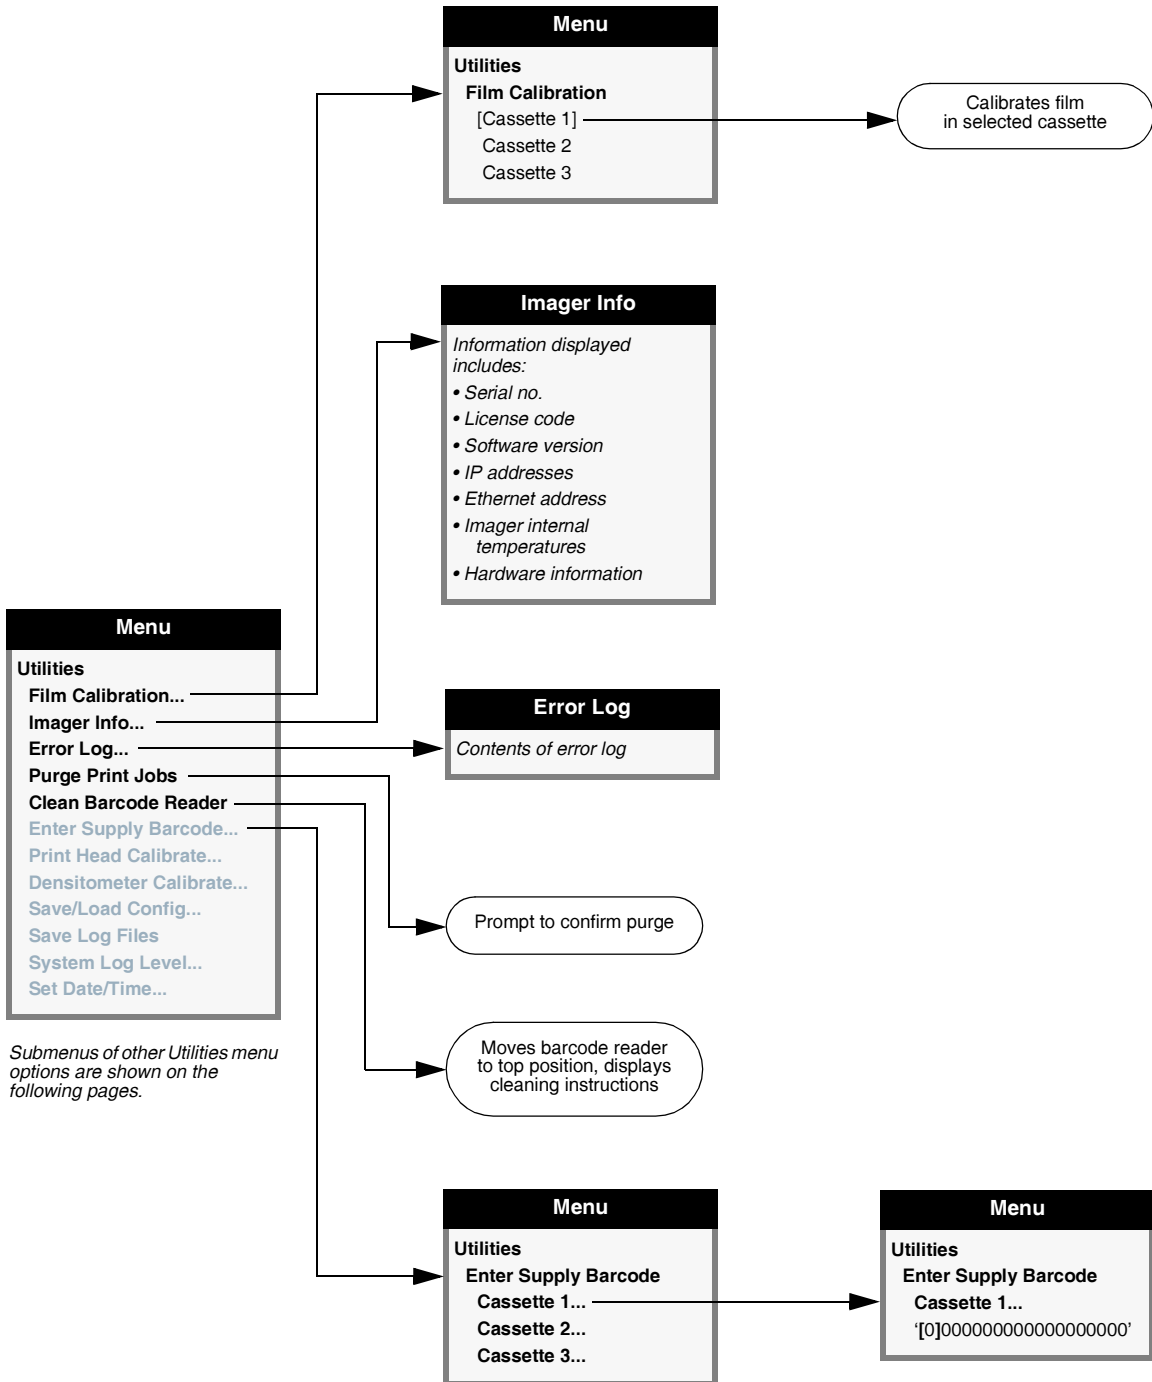 Menu
Utilities
Film Calibration
[Cassette 1]
Cassette 2
Cassette 3
Calibrates film
in selected cassette
Imager Info
Information displayed
includes:
• Serial no.
• License code
• Software version
• IP addresses
• Ethernet address
• Imager internal
temperatures
• Hardware information
Menu
Utilities
Film Calibration...
Imager Info...
Error Log...
Purge Print Jobs
Clean Barcode Reader
Enter Supply Barcode...
Print Head Calibrate...
Densitometer Calibrate...
Save/Load Config...
Save Log Files
System Log Level...
Set Date/Time...
Submenus of other Utilities menu
options are shown on the
following pages.
Error Log
Contents of error log
Prompt to confirm purge
Moves barcode reader
to top position, displays
cleaning instructions
Menu
Utilities
Enter Supply Barcode
Cassette 1...
Cassette 2...
Cassette 3...
Menu
Utilities
Enter Supply Barcode
Cassette 1...
‘[0]0000000000000000000’